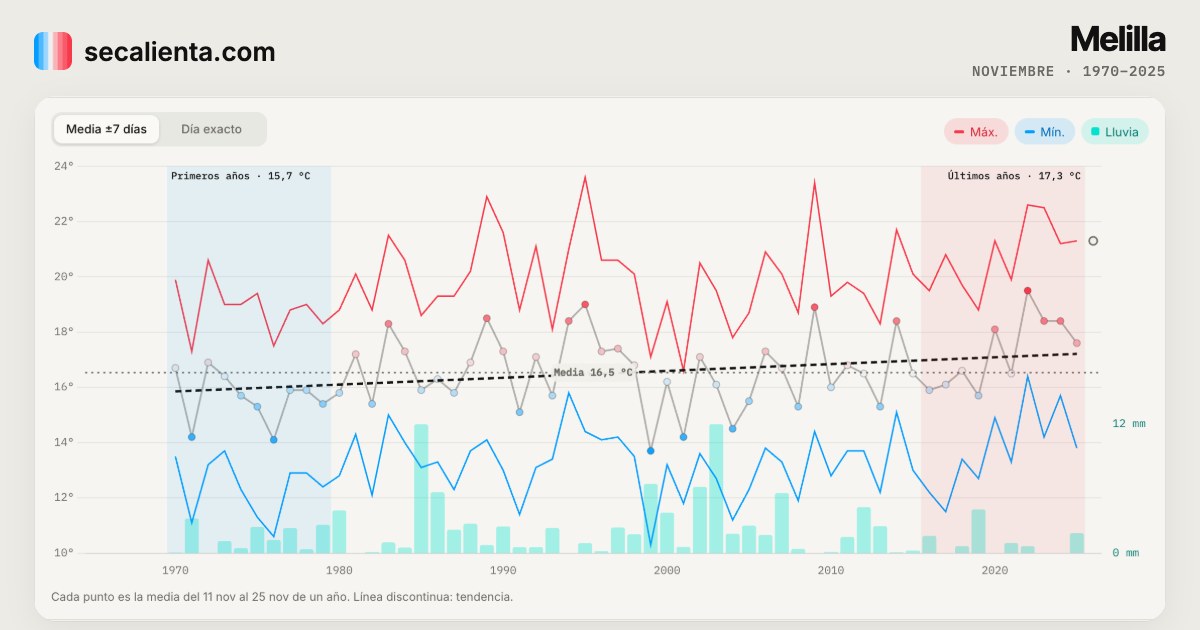 secalienta.com
Melilla
NOVIEMBRE · 1970–2025
Media ±7 días
Día exacto
Máx.
Mín.
Lluvia
24°
Primeros años · 15,7 °C
Últimos años · 17,3 °C
22°
20°
18°
Media 16,5 °C
16°
14°
12 mm
12°
10°
0 mm
1970
1980
1990
2000
2010
2020
Cada punto es la media del 11 nov al 25 nov de un año. Línea discontinua: tendencia.